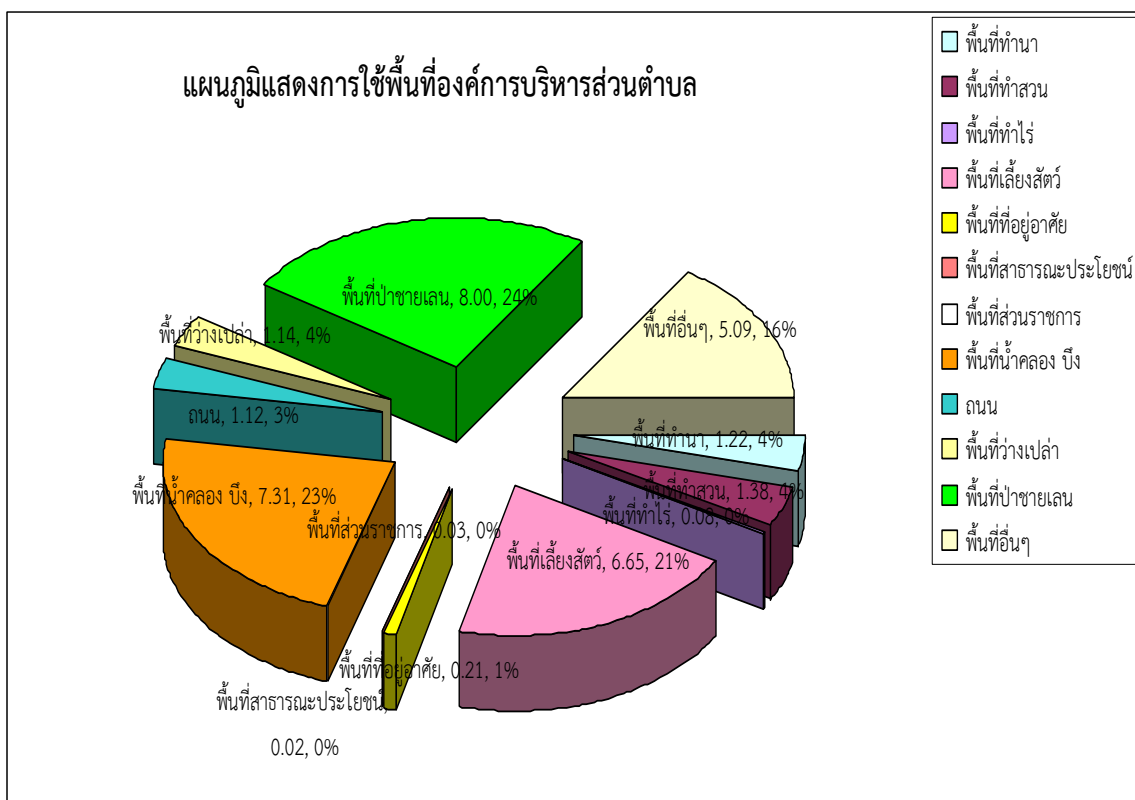 แผนภูมิแสดงการใช้พื้นที่องค์การบริหารส่วนตำบล
พื้นที่ป่าชายเลน, 8.00, 24%
พื้นที่อื่นๆ, 5.09, 16%
พื้นที่ว่างเปล่า, 1.14, 4%
ถนน, 1.12, 3%
พื้นที่ทำนา, 1.22, 4%
พื้นที่น้ำคลอง บึง, 7.31, 23%
พื้นที่ทำสวน, 1.38, 4%
พื้นที่ทำไร่, 0.08, 0%
พื้นที่ส่วนราชการ, 0.03, 0%
พื้นที่เลี้ยงสัตว์, 6.65, 21%
พื้นที่ที่อยู่อาศัย, 0.21, 1%
พื้นที่สาธารณะประโยชน์,
0.02, 0%
พื้นที่ทำนา
พื้นที่ทำสวน
พื้นที่ทำไร่
พื้นที่เลี้ยงสัตว์
พื้นที่ที่อยู่อาศัย
พื้นที่สาธารณะประโยชน์
พื้นที่ส่วนราชการ
พื้นที่น้ำคลอง บึง
ถนน
พื้นที่ว่างเปล่า
พื้นที่ป่าชายเลน
พื้นที่อื่นๆ